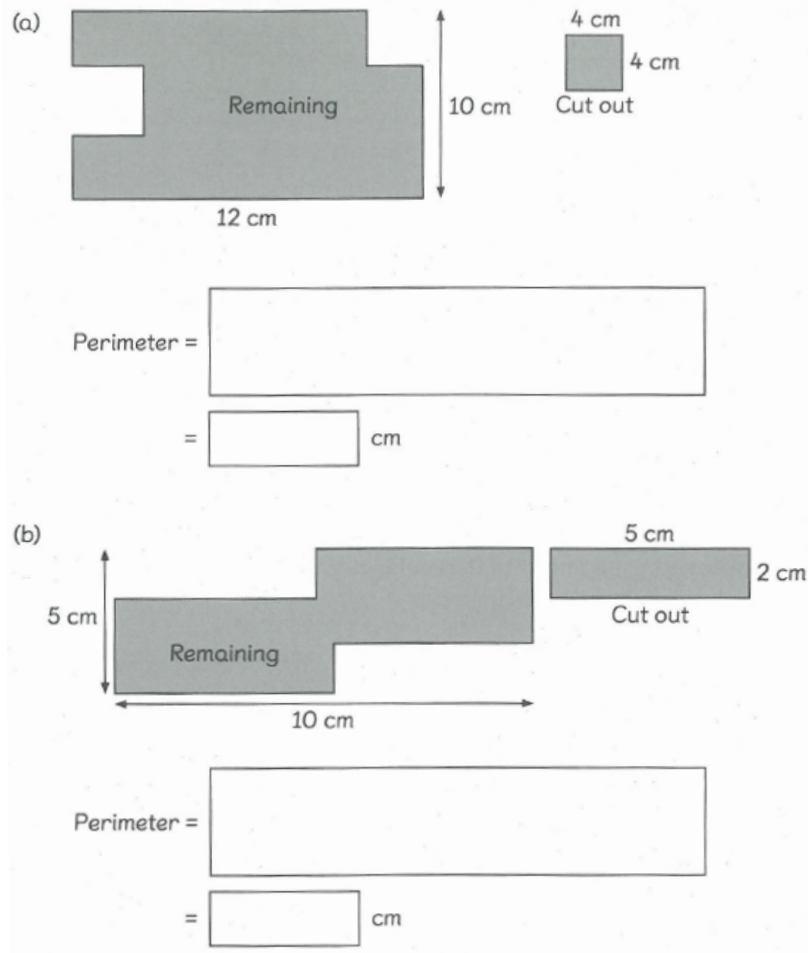 (a)
4 cm
4 cm
Cut out
Remaining
10 cm
12 cm
Perimeter =
= cm
(b)
5 cm
2 cm
Cut out
5 cm
Remaining
10 cm
Perimeter =
= cm